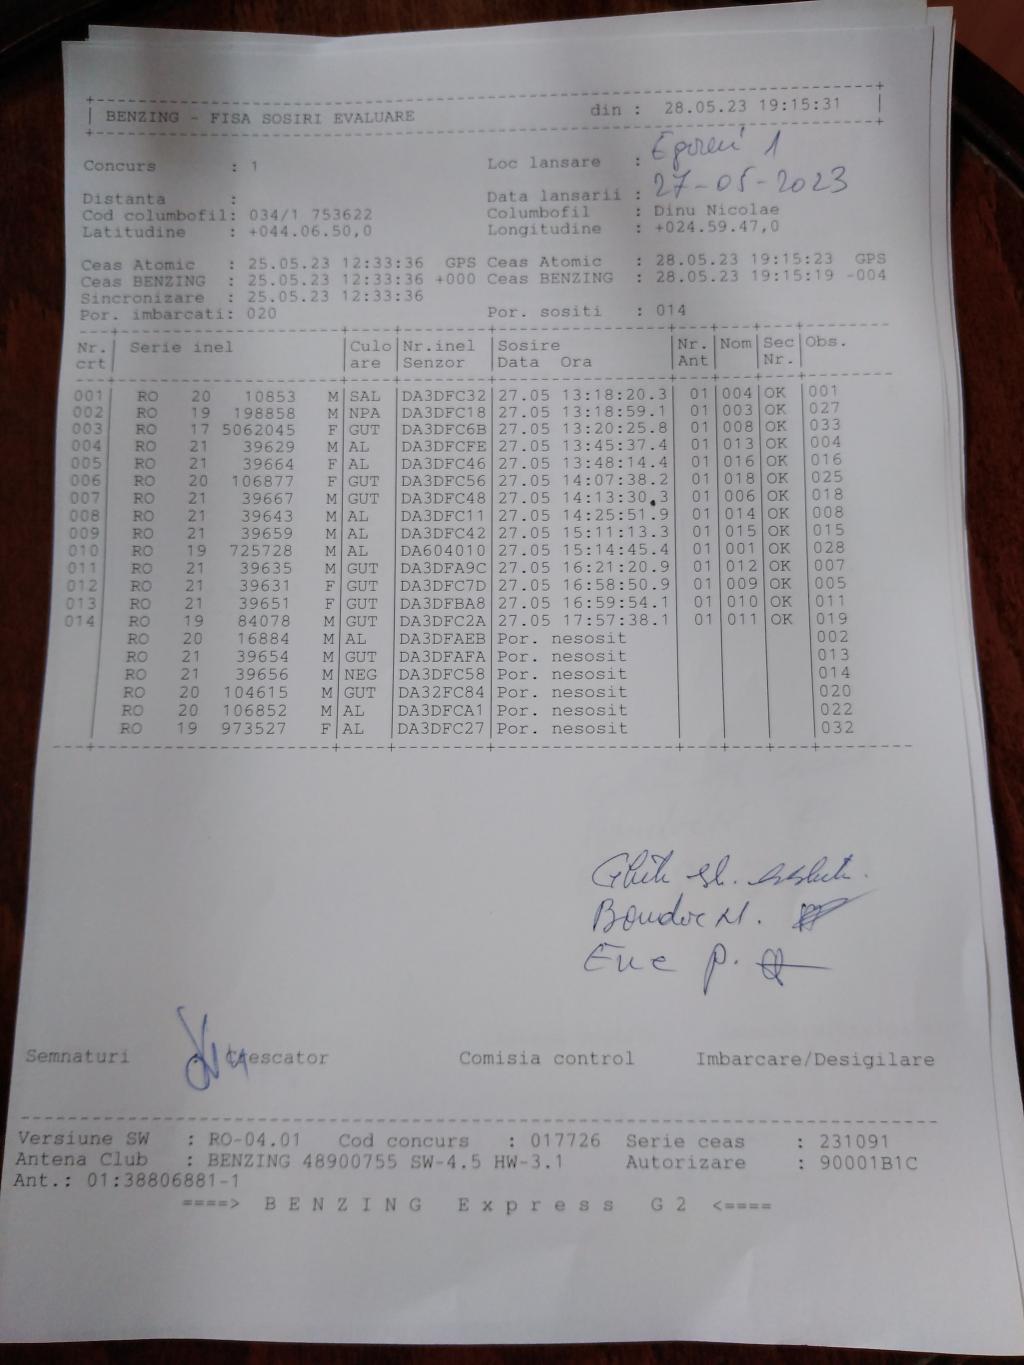 BENZING - FISA SOSIRI EVALUARE din : 28.05.23 19:15:31
Concurs : 1 Loc lansare : 1
Distanta : Data lansarii : 27-05-2023
Cod columbofil: 034/1 753622 Columbofil : Dinu Nicolae
Latitudine : +044.06.50,0 Longitudine : +024.59.47,0
Ceas Atomic : 25.05.23 12:33:36 GPS Ceas Atomic : 28.05.23 19:15:23 GPS
Ceas BENZING : 25.05.23 12:33:36 +000 Ceas BENZING : 28.05.23 19:15:19 -004
Sincronizare : 25.05.23 12:33:36
Por. imbarcati: 020 Por. sositi : 014
Nr. Serie inel Culo Nr.inel Sosire Nr. Nom Sec Obs.
crt are Senzor Data Ora Ant Nr.
001 RO 20 10853 M SAL DA3DFC32 27.05 13:18:20.3 01 004 OK 001
002 RO 19 198858 M NPA DA3DFC18 27.05 13:18:59.1 01 003 OK 027
003 RO 17 5062045 F GUT DA3DFC6B 27.05 13:20:25.8 01 008 OK 033
004 RO 21 39629 M AL DA3DFCFE 27.05 13:45:37.4 01 013 OK 004
005 RO 21 39664 F AL DA3DFC46 27.05 13:48:14.4 01 016 OK 016
006 RO 20 106877 F GUT DA3DFC56 27.05 14:07:38.2 01 018 OK 025
007 RO 21 39667 M GUT DA3DFC48 27.05 14:13:30.3 01 006 OK 018
008 RO 21 39643 M AL DA3DFC11 27.05 14:25:51.9 01 014 OK 008
009 RO 21 39659 M AL DA3DFC42 27.05 15:11:13.3 01 015 OK 015
010 RO 19 725728 M AL DA604010 27.05 15:14:45.4 01 001 OK 028
011 RO 21 39635 M GUT DA3DFA9C 27.05 16:21:20.9 01 012 OK 007
012 RO 21 39631 F GUT DA3DFC7D 27.05 16:58:50.9 01 009 OK 005
013 RO 21 39651 F GUT DA3DFBA8 27.05 16:59:54.1 01 010 OK 011
014 RO 19 84078 M GUT DA3DFC2A 27.05 17:57:38.1 01 011 OK 019
RO 20 16884 M AL DA3DFAEB Por. nesosit 002
RO 21 39654 M GUT DA3DFAFA Por. nesosit 013
RO 21 39656 M NEG DA3DFC58 Por. nesosit 014
RO 20 104615 M GUT DA32FC84 Por. nesosit 020
RO 20 106852 M AL DA3DFCA1 Por. nesosit 022
RO 19 973527 F AL DA3DFC27 Por. nesosit 032
Ene P.
Semnaturi Crescator Comisia control Imbarcare/Desigilare
Versiune SW : RO-04.01 Cod concurs : 017726 Serie ceas : 231091
Antena Club : BENZING 48900755 SW-4.5 HW-3.1 Autorizare : 90001B1C
Ant.: 01:38806881-1
====> BENZING Express G2 <====